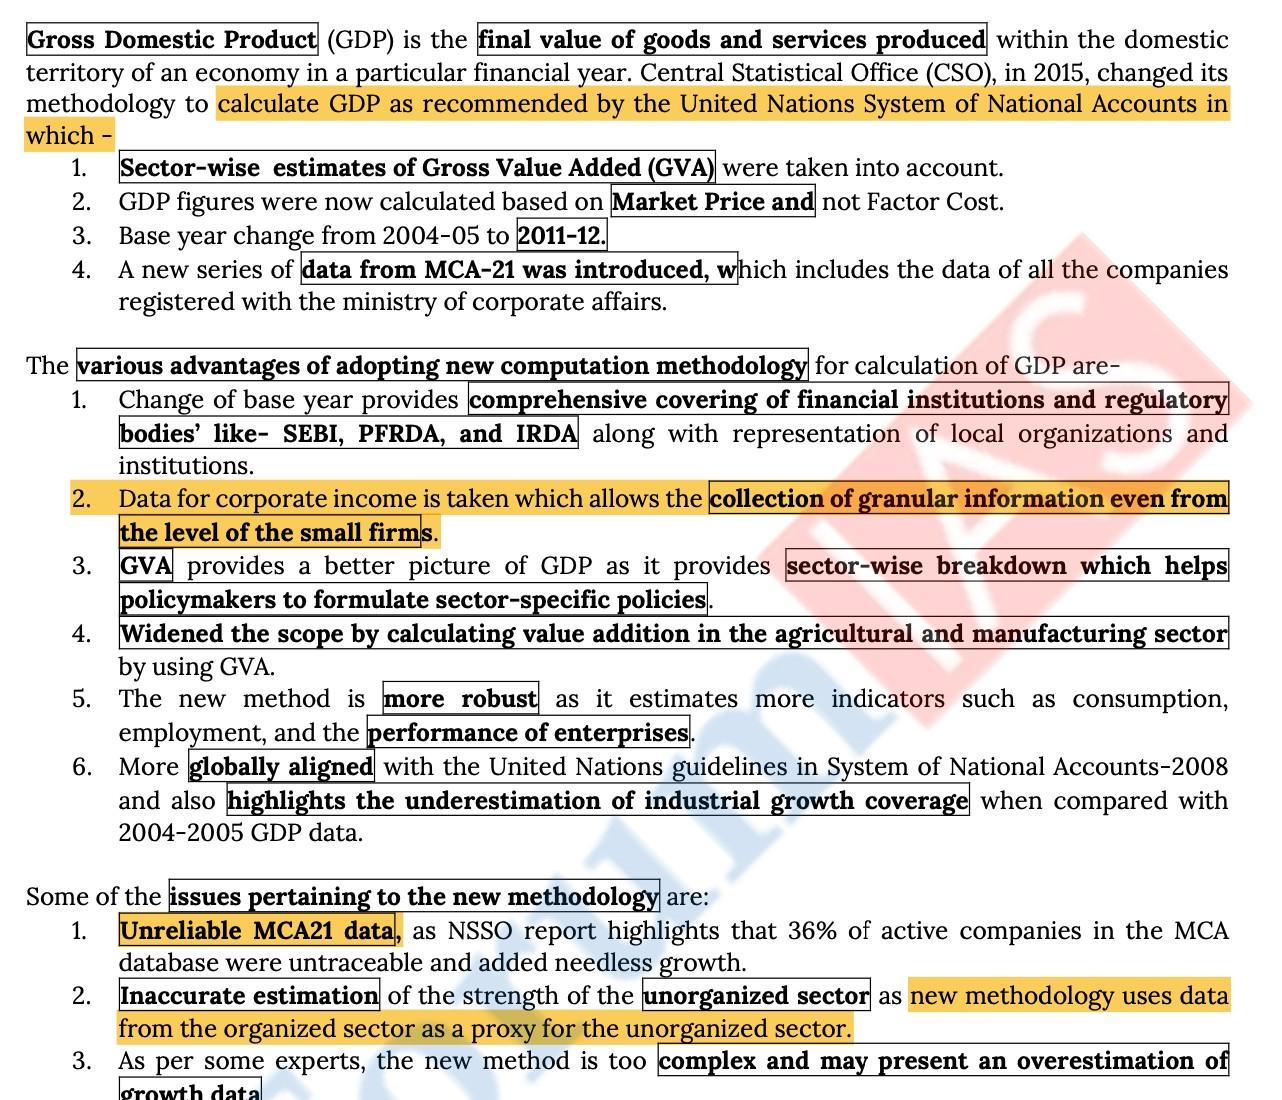 Gross Domestic Product (GDP) is the final value of goods and services produced within the domestic
territory of an economy in a particular financial year. Central Statistical Office (CSO), in 2015, changed its
methodology to calculate GDP as recommended by the United Nations System of National Accounts in
which -
1. Sector-wise estimates of Gross Value Added (GVA) were taken into account.
2. GDP figures were now calculated based on Market Price and not Factor Cost.
3. Base year change from 2004-05 to 2011-12.
4. A new series of data from MCA-21 was introduced, which includes the data of all the companies
registered with the ministry of corporate affairs.
The various advantages of adopting new computation methodology for calculation of GDP are-
1. Change of base year provides comprehensive covering of financial institutions and regulatory
bodies’ like- SEBI, PFRDA, and IRDA along with representation of local organizations and
institutions.
2. Data for corporate income is taken which allows the collection of granular information even from
the level of the small firms.
3. GVA provides a better picture of GDP as it provides sector-wise breakdown which helps
policymakers to formulate sector-specific policies.
4. Widened the scope by calculating value addition in the agricultural and manufacturing sector
by using GVA.
5. The new method is more robust as it estimates more indicators such as consumption,
employment, and the performance of enterprises.
6. More globally aligned with the United Nations guidelines in System of National Accounts-2008
and also highlights the underestimation of industrial growth coverage when compared with
2004-2005 GDP data.
Some of the issues pertaining to the new methodology are:
1. Unreliable MCA21 data, as NSSO report highlights that 36% of active companies in the MCA
database were untraceable and added needless growth.
2. Inaccurate estimation of the strength of the unorganized sector as new methodology uses data
from the organized sector as a proxy for the unorganized sector.
3. As per some experts, the new method is too complex and may present an overestimation of
growth data
Forum IAS